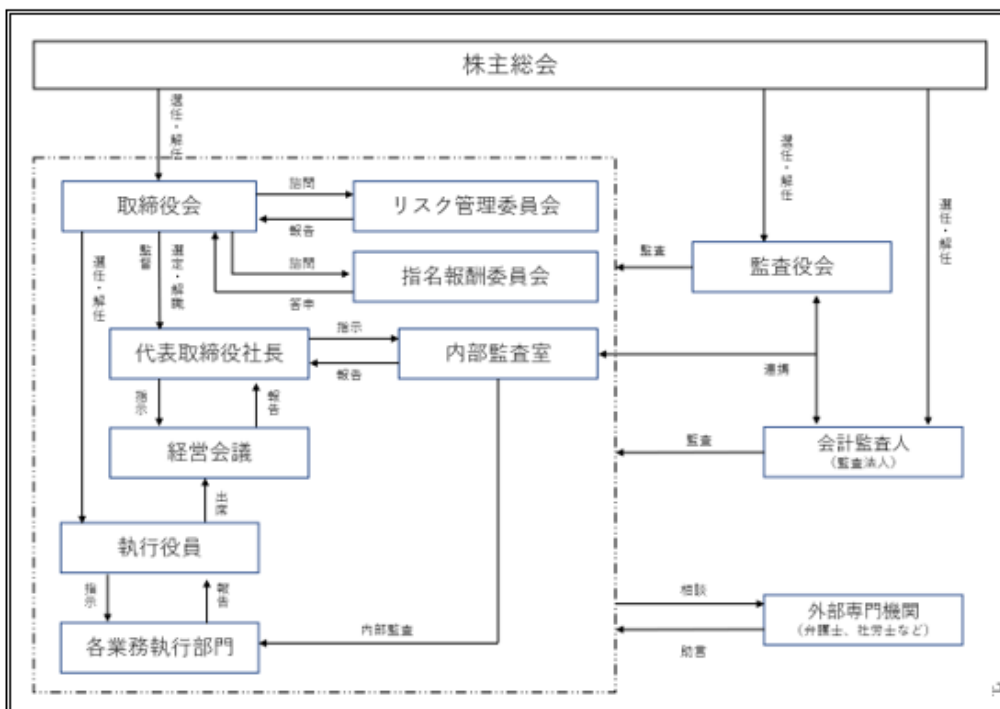 株主総会
選任・解任
選任・解任
選任・解任
取締役会
諮問
報告
リスク管理委員会
監督
選定・解職
選任・解任
諮問
答申
指名報酬委員会
監査
監査役会
代表取締役社長
指示
報告
内部監査室
連携
指示
報告
経営会議
監査
会計監査人
（監査法人）
出席
執行役員
指示
報告
相談
助言
外部専門機関
（弁護士、社労士など）
各業務執行部門
内部監査